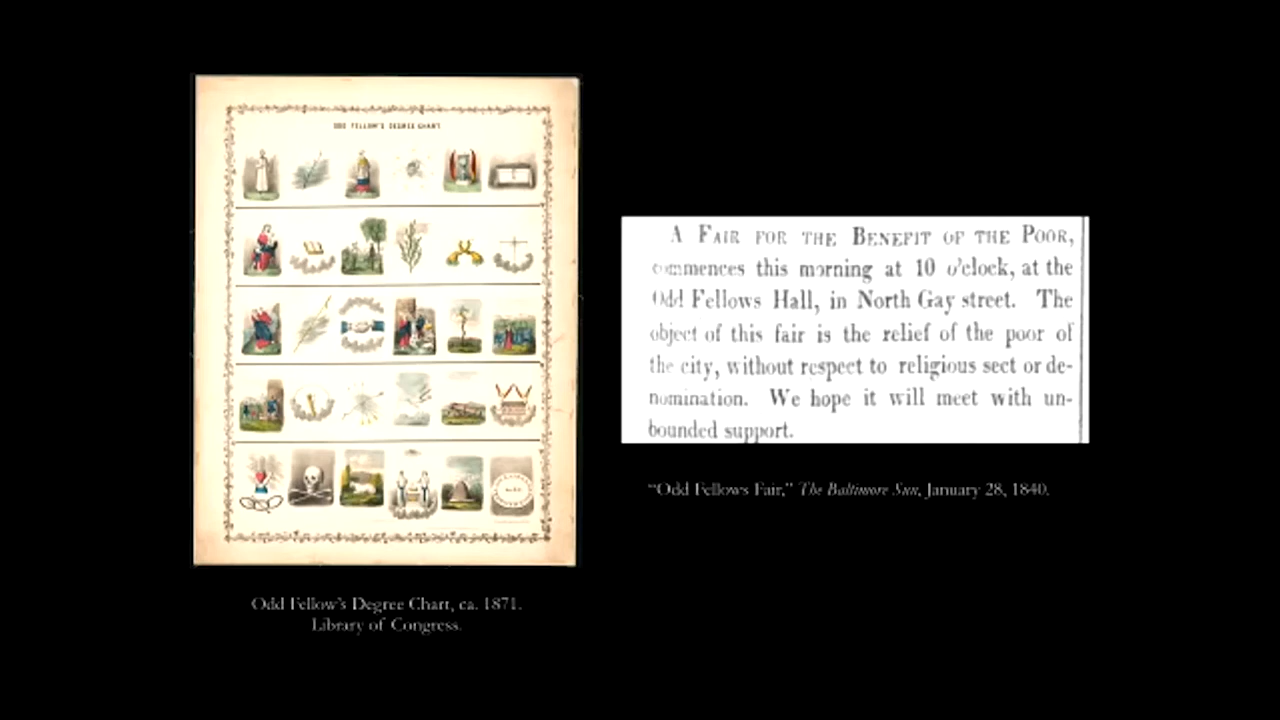 ODD FELLOW'S DEGREE CHART
A FAIR FOR THE BENEFIT OF THE POOR,
commences this morning at 10 o'clock, at the
Odd Fellows Hall, in North Gay street. The
object of this fair is the relief of the poor of
the city, without respect to religious sect or de-
nomination. We hope it will meet with un-
bounded support.
"Odd Fellows Fair," The Baltimore Sun, January 28, 1840.
Odd Fellow's Degree Chart, ca. 1871.
Library of Congress.